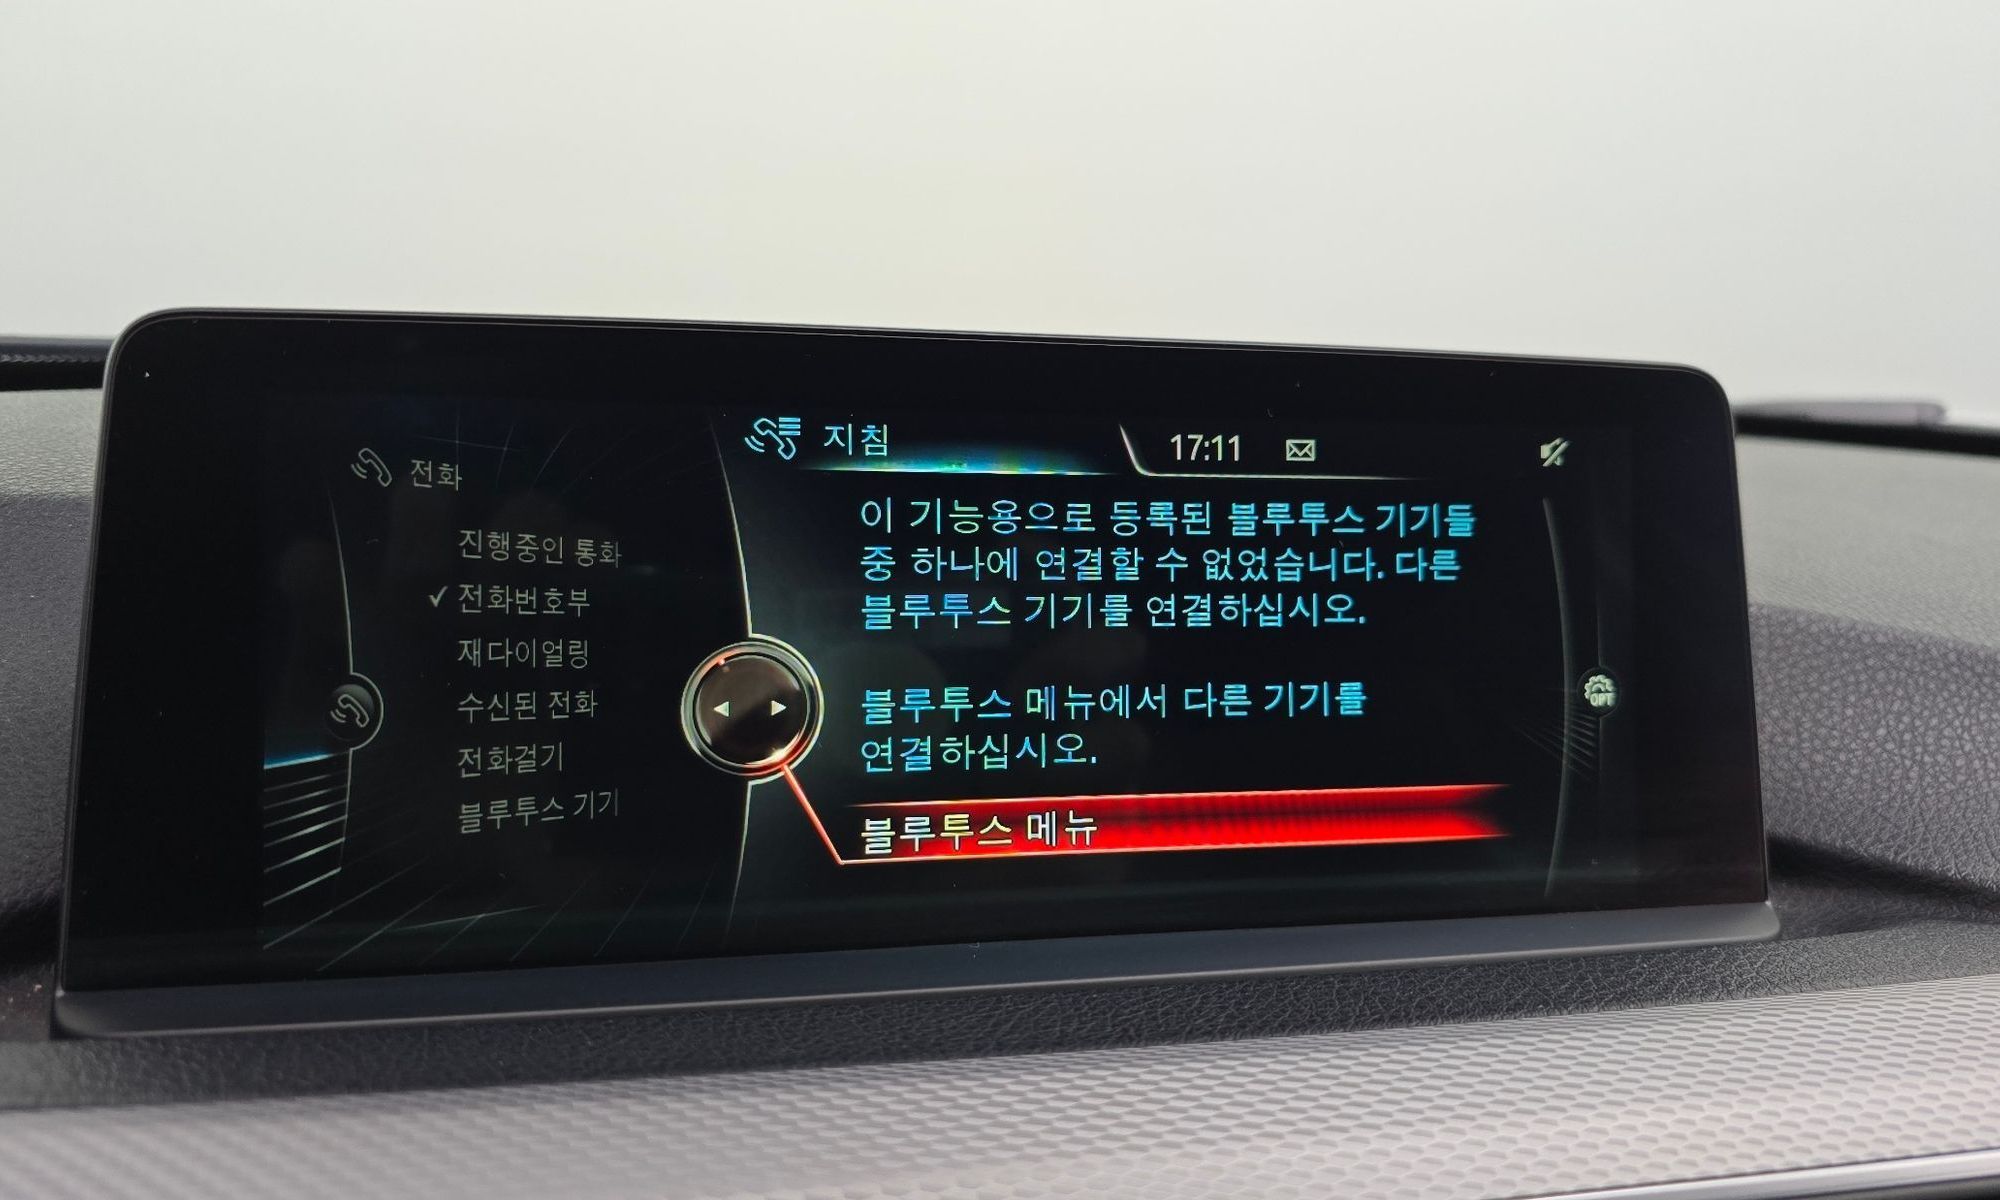 전화
진행중인 통화
전화번호부
재다이얼링
수신된 전화
전화걸기
블루투스 기기
지침
17:11
이 기능용으로 등록된 블루투스 기기들
중 하나에 연결할 수 없었습니다. 다른
블루투스 기기를 연결하십시오.
블루투스 메뉴에서 다른 기기를
연결하십시오.
블루투스 메뉴
OPT